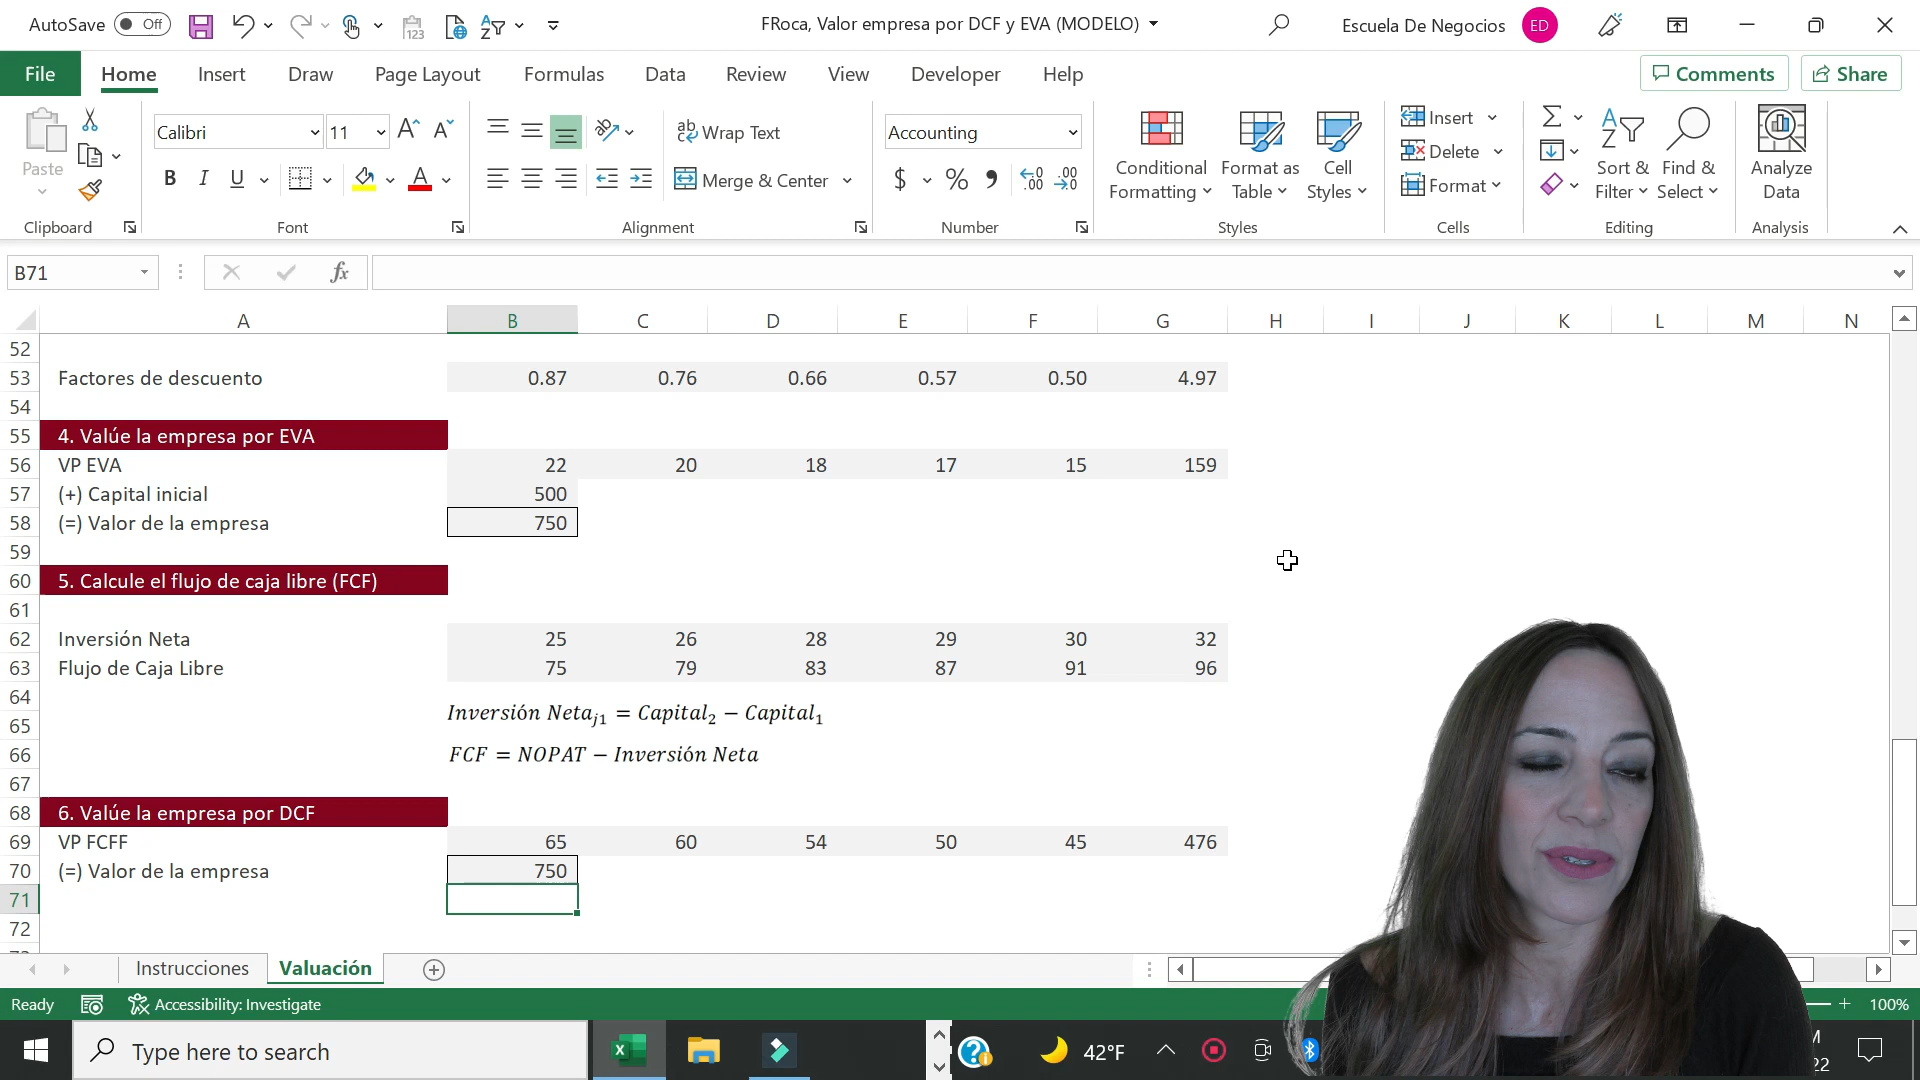 AutoSave Off
FRoca, Valor empresa por DCF y EVA (MODELO)
Escuela De Negocios ED
File Home Insert Draw Page Layout Formulas Data Review View Developer Help Comments Share
Paste
Clipboard
Calibri 11
B I U A
Font
ab Wrap Text
Merge & Center
Alignment
Accounting
$ % ,
Number
Conditional Formatting
Format as Table
Cell Styles
Styles
Insert
Delete
Format
Cells
Sort & Filter
Find & Select
Editing
Analyze Data
Analysis
B71 fx
A B C D E F G H I J K L M N
52
53 Factores de descuento 0.87 0.76 0.66 0.57 0.50 4.97
54
55 4. Valúe la empresa por EVA
56 VP EVA 22 20 18 17 15 159
57 (+) Capital inicial 500
58 (=) Valor de la empresa 750
59
60 5. Calcule el flujo de caja libre (FCF)
61
62 Inversión Neta 25 26 28 29 30 32
63 Flujo de Caja Libre 75 79 83 87 91 96
64
65 Inversión Neta_j1 = Capital_2 − Capital_1
66 FCF = NOPAT − Inversión Neta
67
68 6. Valúe la empresa por DCF
69 VP FCFF 65 60 54 50 45 476
70 (=) Valor de la empresa 750
71
72
Instrucciones Valuación
Ready Accessibility: Investigate 100%
Type here to search 42°F